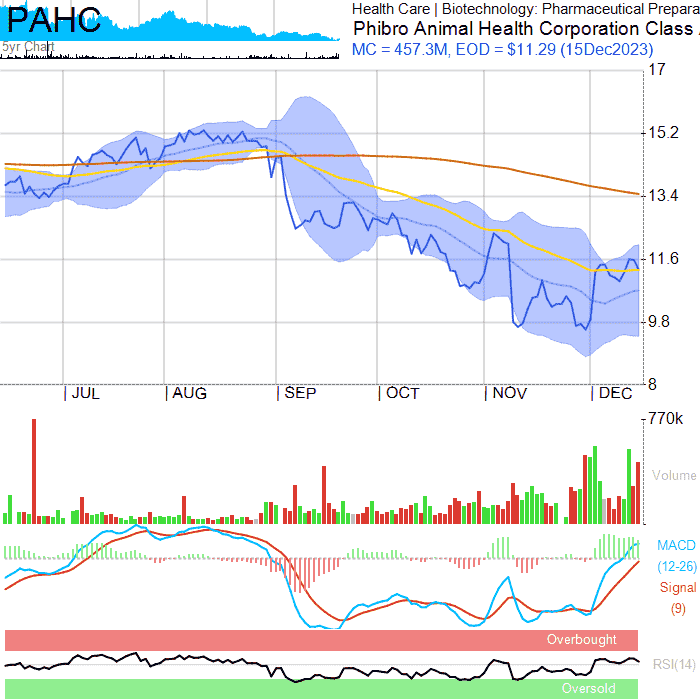 PAHC
5yr Chart
Health Care | Biotechnology: Pharmaceutical Prepara
Phibro Animal Health Corporation Class
MC = 457.3M, EOD = $11.29 (15Dec2023)
17
15.2
13.4
11.6
9.8
8
JUL
AUG
SEP
OCT
NOV
DEC
770k
Volume
MACD
(12-26)
Signal
(9)
Overbought
RSI(14)
Oversold